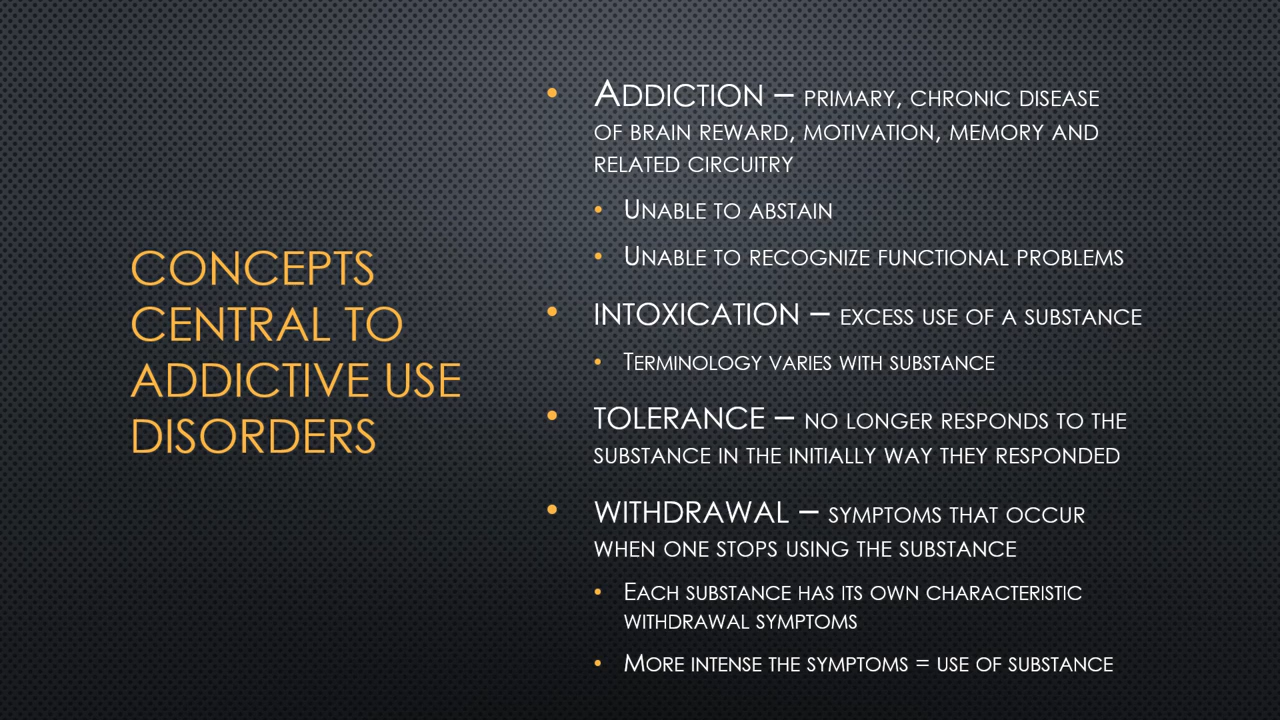 CONCEPTS
CENTRAL TO
ADDICTIVE USE
DISORDERS
• ADDICTION – PRIMARY, CHRONIC DISEASE
OF BRAIN REWARD, MOTIVATION, MEMORY AND
RELATED CIRCUITRY
• UNABLE TO ABSTAIN
• UNABLE TO RECOGNIZE FUNCTIONAL PROBLEMS
• INTOXICATION – EXCESS USE OF A SUBSTANCE
• TERMINOLOGY VARIES WITH SUBSTANCE
• TOLERANCE – NO LONGER RESPONDS TO THE
SUBSTANCE IN THE INITIALLY WAY THEY RESPONDED
• WITHDRAWAL – SYMPTOMS THAT OCCUR
WHEN ONE STOPS USING THE SUBSTANCE
• EACH SUBSTANCE HAS ITS OWN CHARACTERISTIC
WITHDRAWAL SYMPTOMS
• MORE INTENSE THE SYMPTOMS = USE OF SUBSTANCE